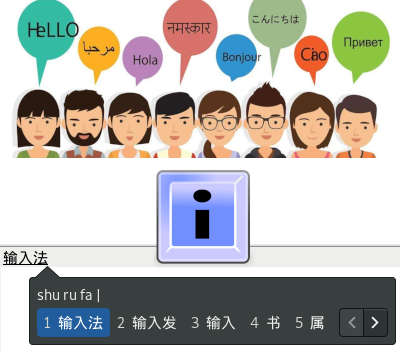 HeLLO
مرحبا
Hola
नमस्कार
Bonjour
こんにちは
Ciao
Привет
i
输入法
shu ru fa |
1 输入法 2 输入发 3 输入 4 书 5 属 < >